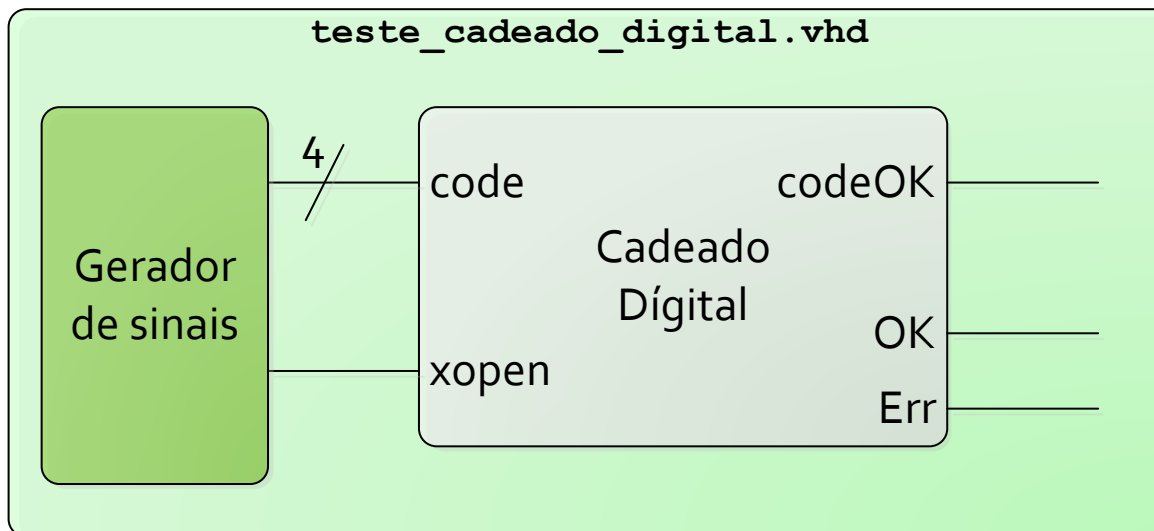 teste_cadeado_digital.vhd
Gerador
de sinais
4
code
xopen
Cadeado
Dígital
codeOK
OK
Err